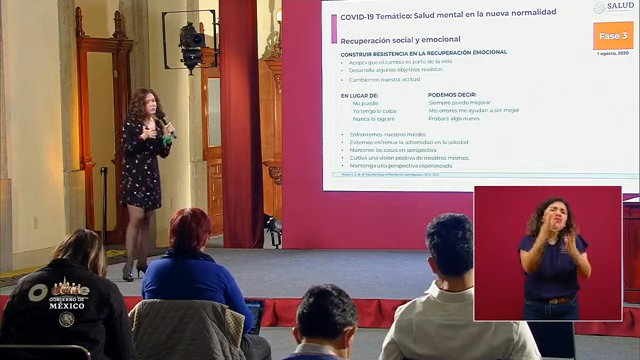 COVID-19 Temático: Salud mental en la nueva normalidad
SALUD
Fase 3
1 agosto, 2020
Recuperación social y emocional
CONSTRUIR RESISTENCIA EN LA RECUPERACIÓN EMOCIONAL
• Acepta que el cambio es parte de la vida
• Desarrolla algunos objetivos realistas
• Cambiemos nuestra actitud
EN LUGAR DE:
No puedo
Yo tengo la culpa
Nunca lo lograré
PODEMOS DECIR:
Siempre puedo mejorar
Mis errores me ayudan a ser mejor
Probaré algo nuevo
• Enfrentemos nuestros miedos
• Evitemos enfrentar la adversidad en la soledad
• Mantener las cosas en perspectiva
• Cultiva una visión positiva de nosotros mismos.
• Mantenga una perspectiva esperanzada
GOBIERNO DE
MÉXICO